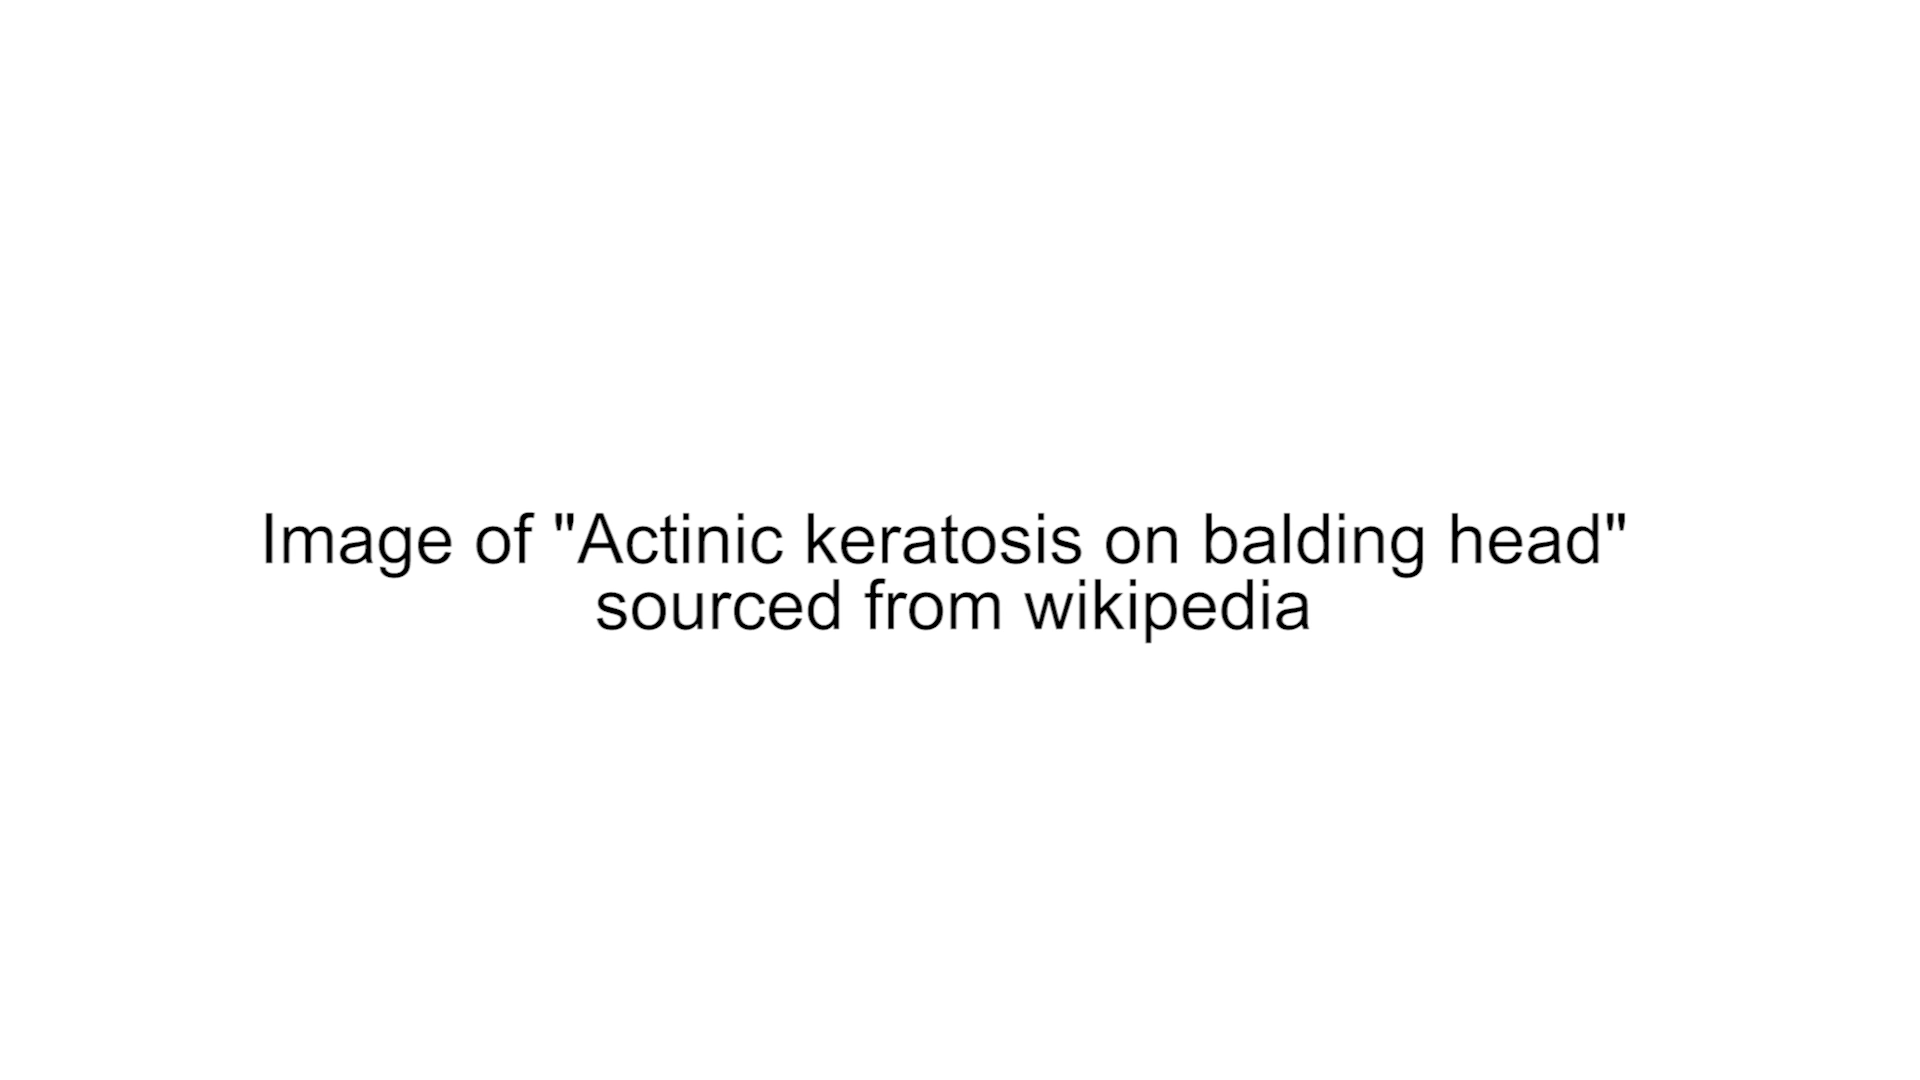 Image of "Actinic keratosis on balding head"
sourced from wikipedia